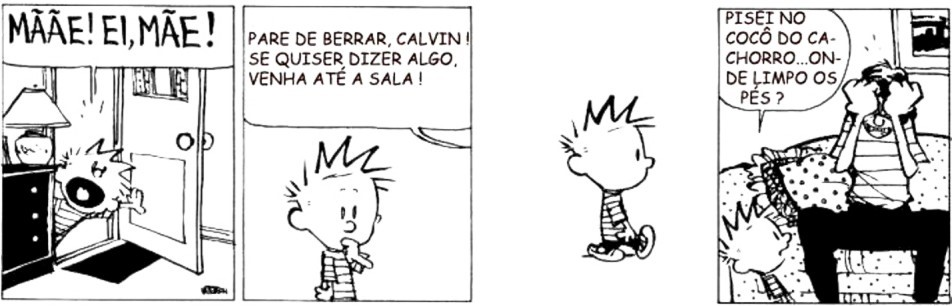 MÃÃE! EI, MÃE!
PARE DE BERRAR, CALVIN!
SE QUISER DIZER ALGO,
VENHA ATÉ A SALA!
PISEI NO
COCÔ DO CA-
CHORRO...ON-
DE LIMPO OS
PÉS?